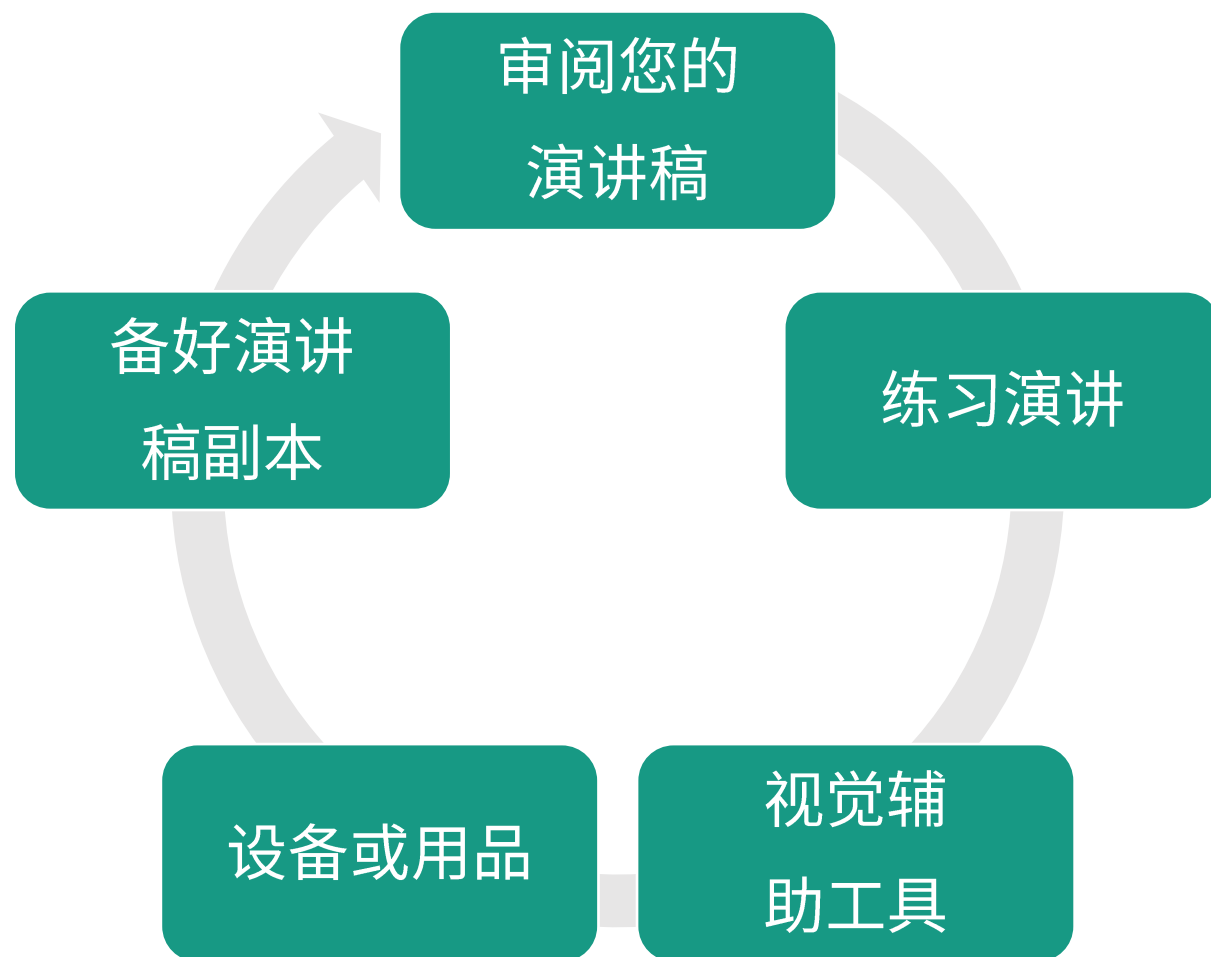 审阅您的
演讲稿
练习演讲
视觉辅
助工具
设备或用品
备好演讲
稿副本